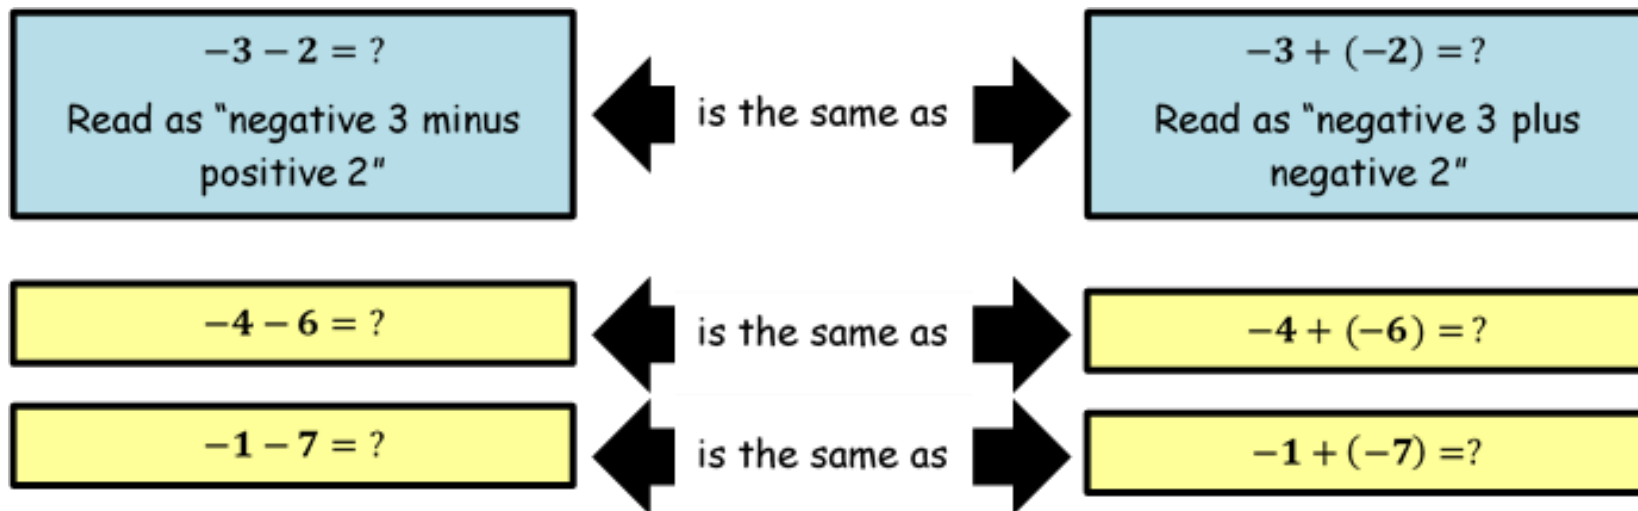 −3 − 2 = ?
Read as “negative 3 minus
positive 2”
is the same as
−3 + (−2) =?
Read as “negative 3 plus
negative 2”
−4 − 6 = ?
is the same as
−4 + (−6) =?
−1 − 7 = ?
is the same as
−1 + (−7) =?